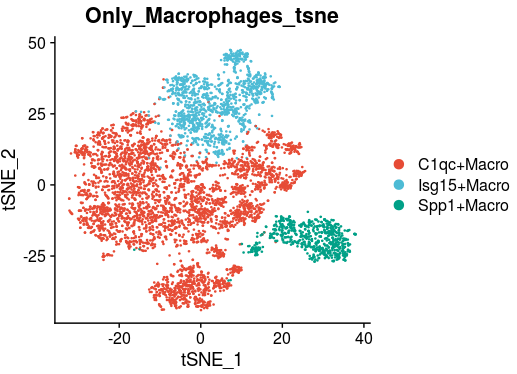 Only_Macrophages_tsne
50
25
0
-25
tSNE_2
-20
0
20
40
tSNE_1
C1qc+Macro
Isg15+Macro
Spp1+Macro